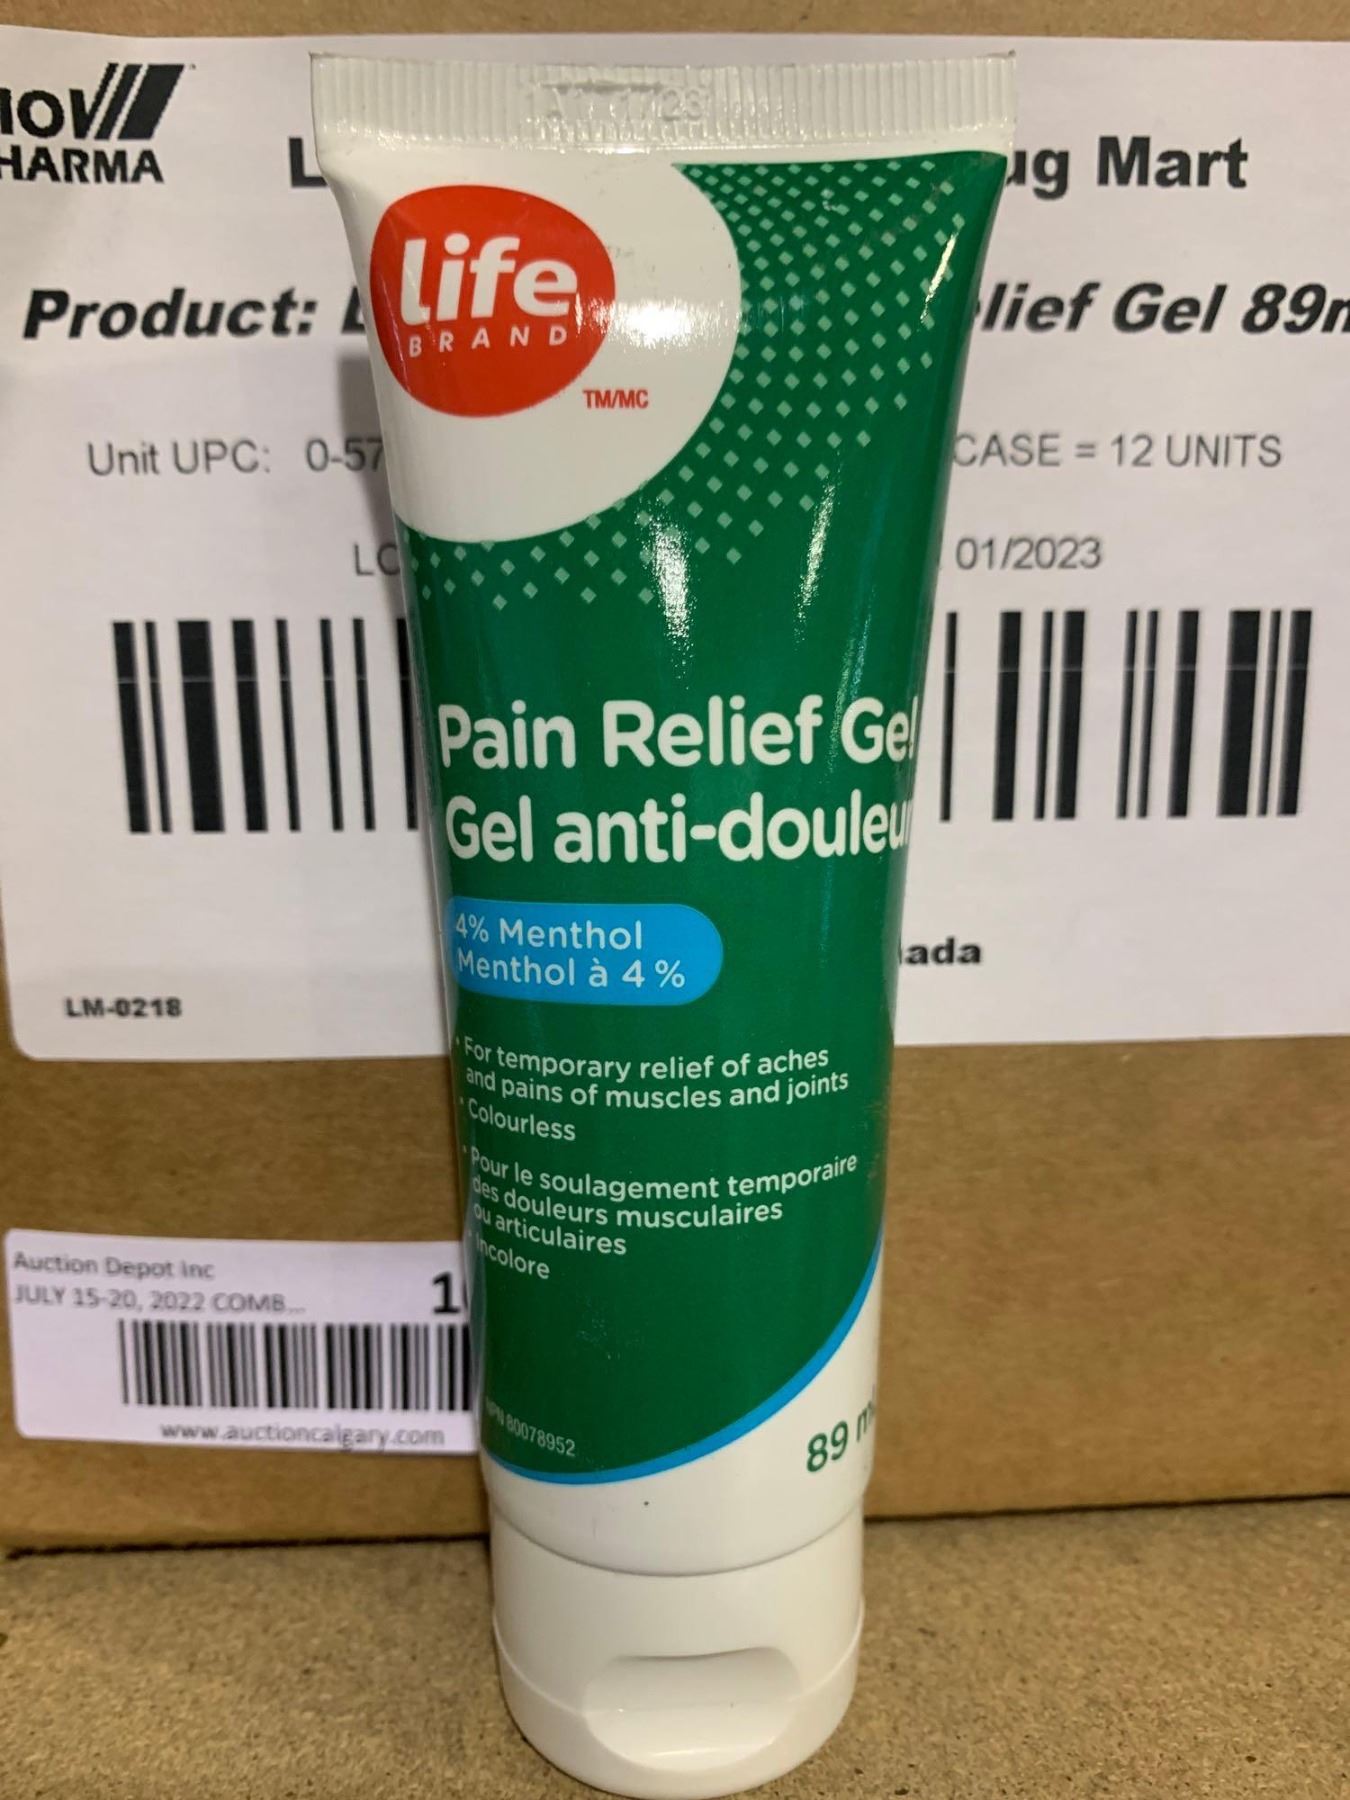 HARMA
ug Mart
life
BRAND
TM/MC
Product:
lief Gel 89
Unit UPC: 0-57
CASE = 12 UNITS
01/2023
Pain Relief Gel
Gel anti-douleur
4% Menthol
Menthol à 4 %
ada
LM-0218
· For temporary relief of aches
and pains of muscles and joints
· Colourless
· Pour le soulagement temporaire
des douleurs musculaires
ou articulaires
· Incolore
Auction Depot Inc
JULY 15-20, 2022 COMB...
www.auctioncalgary.com
NPN 80078952
89 ml